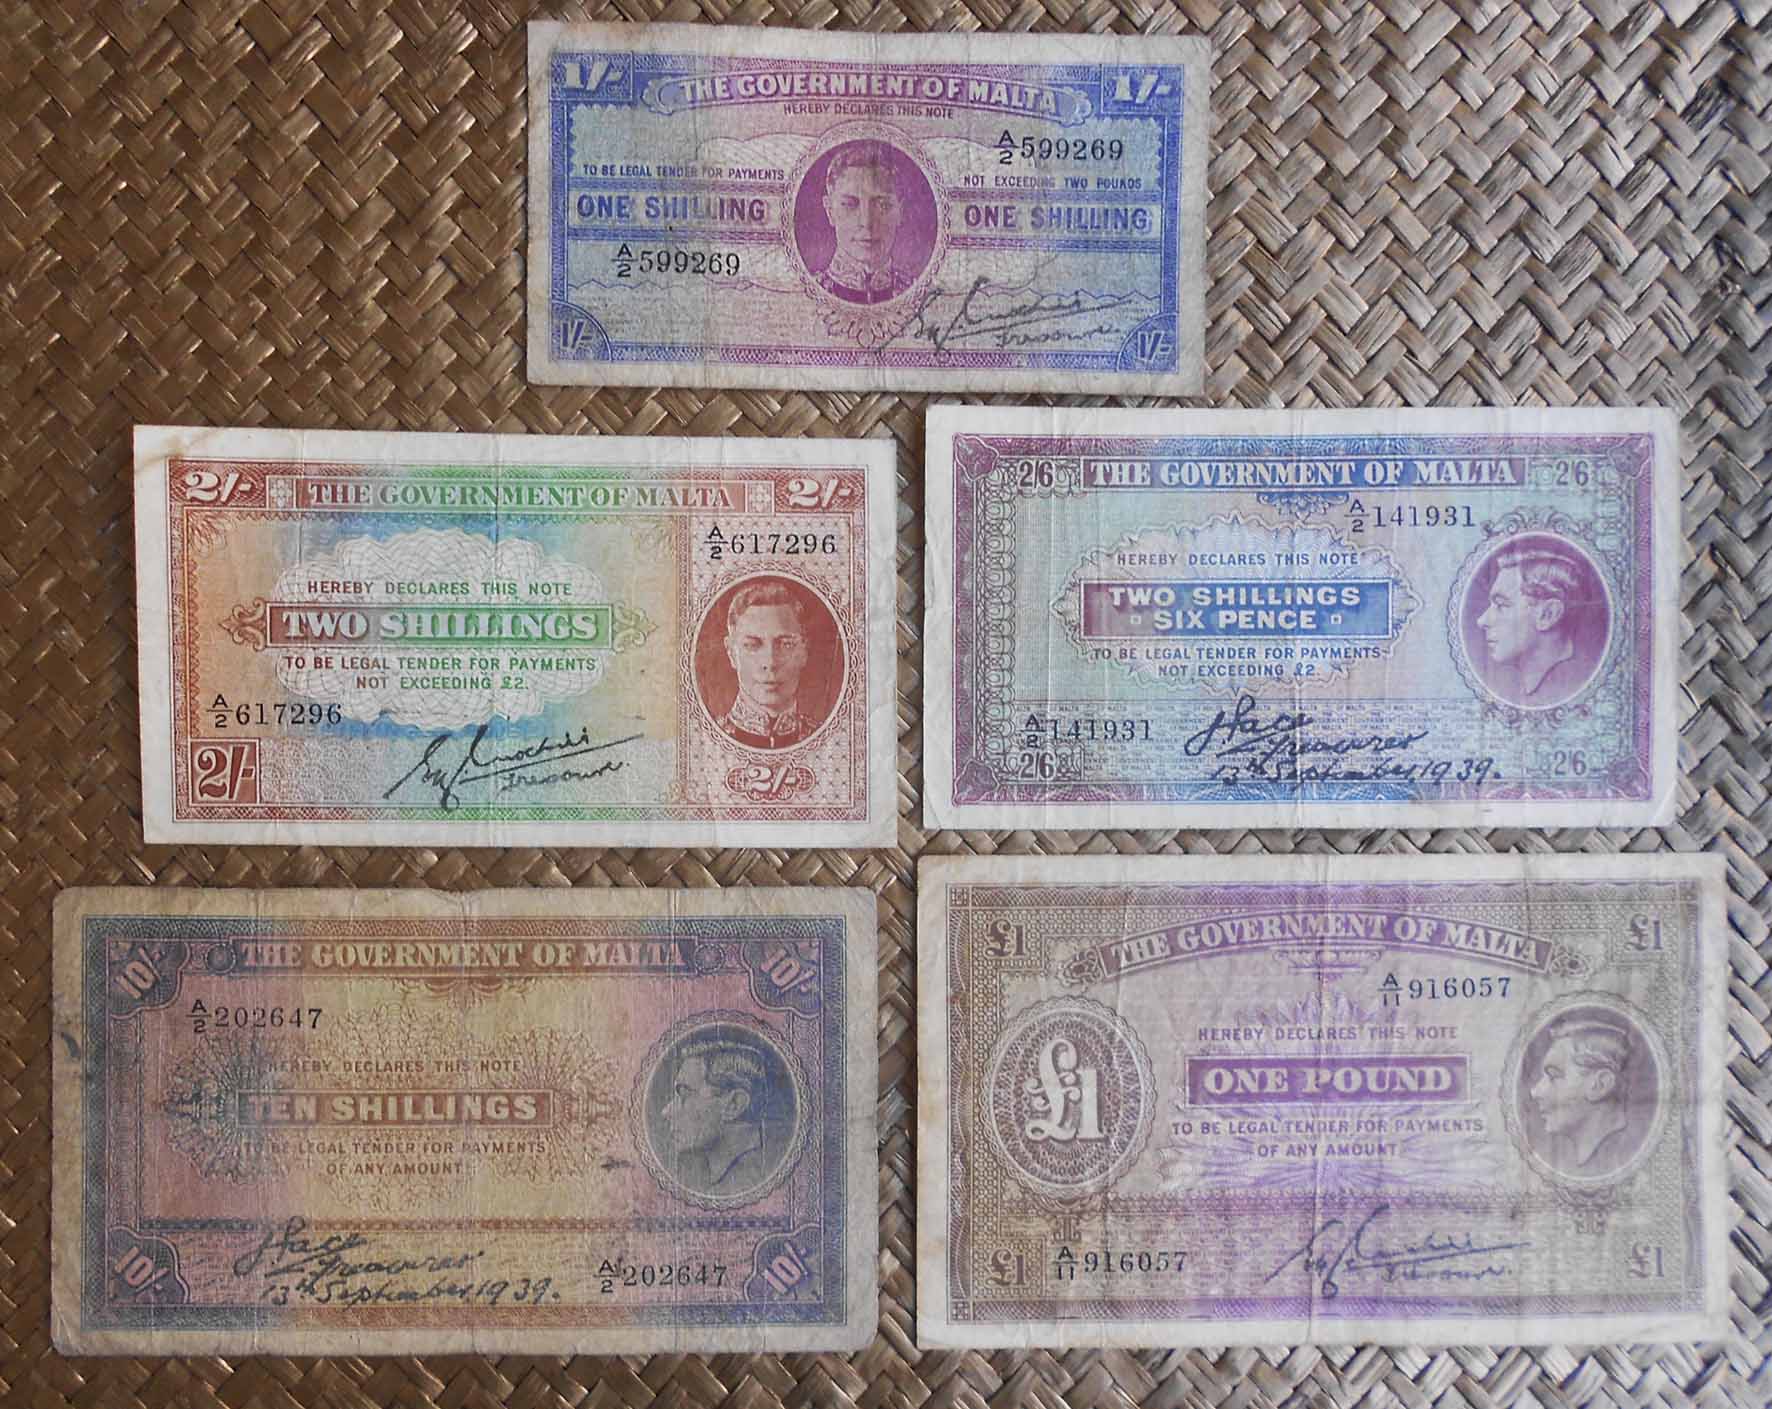 1/-
THE GOVERNMENT OF MALTA
1/-
HEREBY DECLARES THIS NOTE
A/2 599269
TO BE LEGAL TENDER FOR PAYMENTS
NOT EXCEEDING TWO POUNDS
ONE SHILLING
ONE SHILLING
A/2 599269
Treasurer.
1/-
1/-
2/-
THE GOVERNMENT OF MALTA
2/-
A/2 617296
HEREBY DECLARES THIS NOTE
TWO SHILLINGS
TO BE LEGAL TENDER FOR PAYMENTS
NOT EXCEEDING £2.
A/2 617296
Treasurer.
2/-
2/-
2/6
THE GOVERNMENT OF MALTA
2/6
A/2 141931
HEREBY DECLARES THIS NOTE
TWO SHILLINGS
SIX PENCE
TO BE LEGAL TENDER FOR PAYMENTS
NOT EXCEEDING £2.
A/2 141931
J. Pace
Treasurer
13th September, 1939.
2/6
2/6
10/-
THE GOVERNMENT OF MALTA
10/-
A/2 202647
HEREBY DECLARES THIS NOTE
TEN SHILLINGS
TO BE LEGAL TENDER FOR PAYMENTS
OF ANY AMOUNT
J. Pace
Treasurer
13th September, 1939.
A/2 202647
10/-
10/-
£1
THE GOVERNMENT OF MALTA
£1
A/11 916057
HEREBY DECLARES THIS NOTE
£1
ONE POUND
TO BE LEGAL TENDER FOR PAYMENTS
OF ANY AMOUNT
A/11 916057
Treasurer.
£1
£1